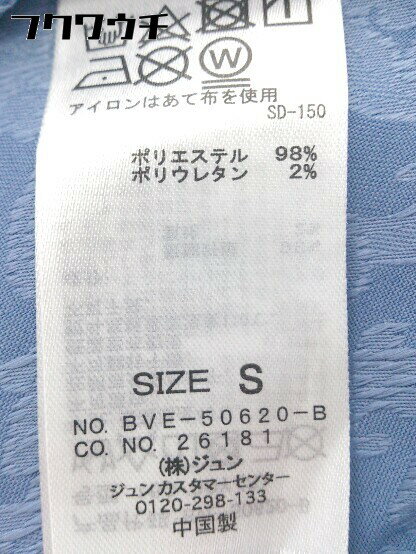 フクウロウチ
W
アイロンはあて布を使用
SD-150
ポリエステル 98%
ポリウレタン 2%
SIZE S
NO. BVE-50620-B
CO. NO. 26181
(株)ジュン
ジュン カスタマーセンター
0120-298-133
中国製